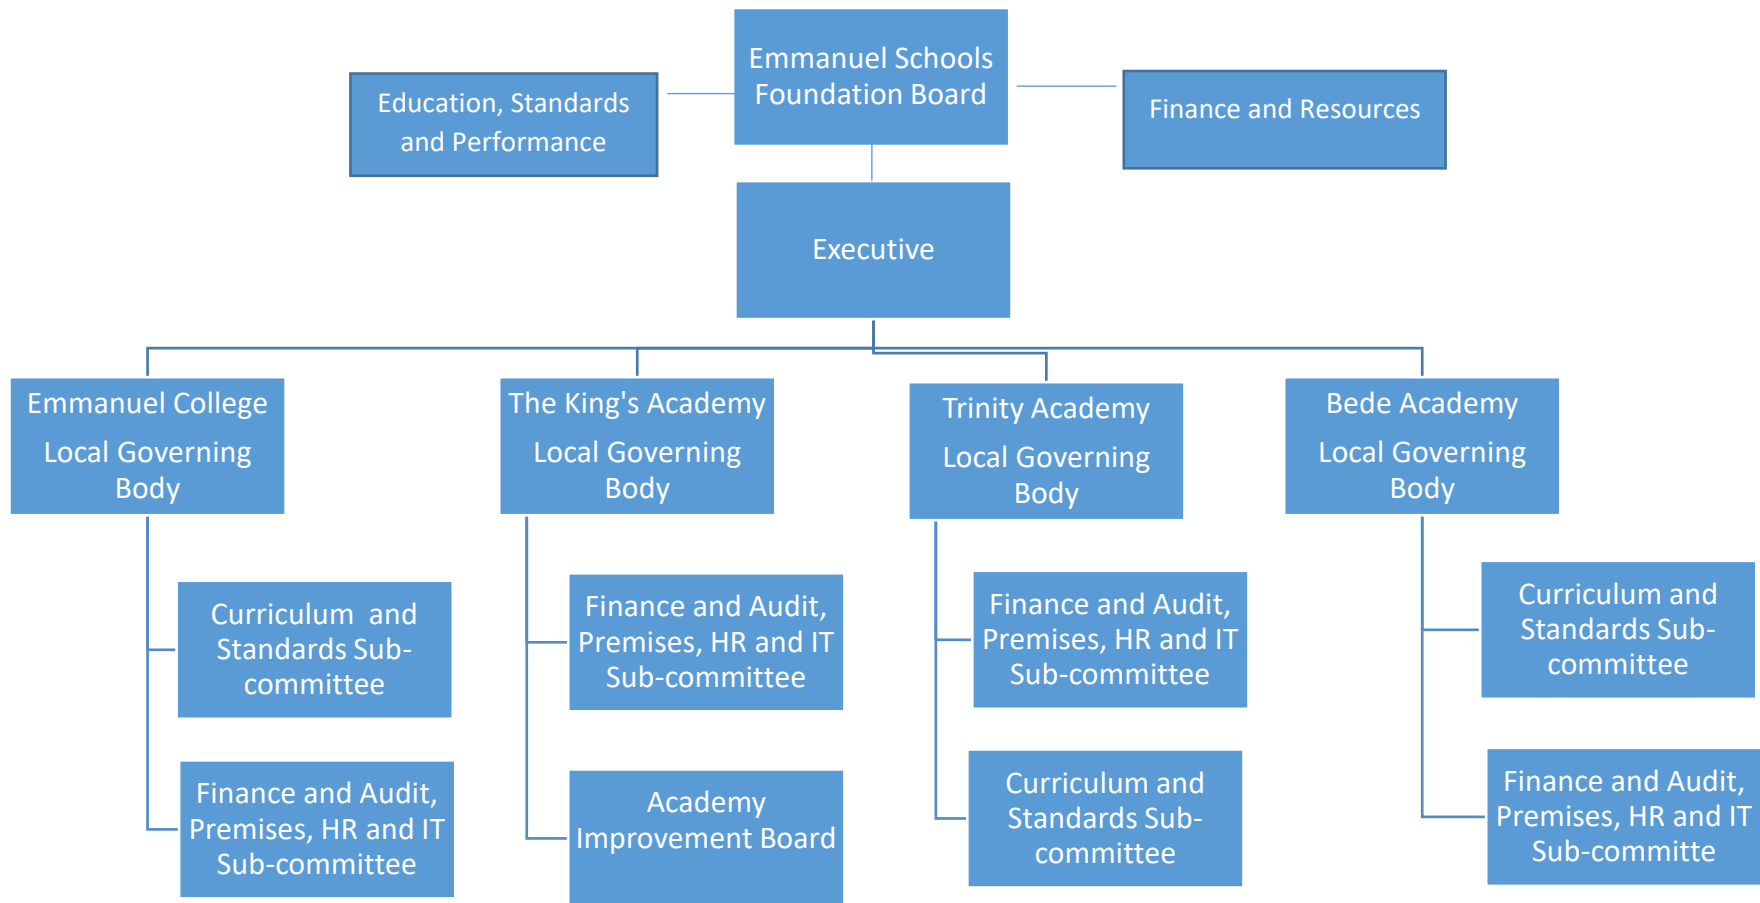 Emmanuel Schools
Foundation Board
Education, Standards
and Performance
Finance and Resources
Executive
Emmanuel College
Local Governing
Body
The King's Academy
Local Governing
Body
Trinity Academy
Local Governing
Body
Bede Academy
Local Governing
Body
Curriculum and
Standards Sub-
committee
Finance and Audit,
Premises, HR and IT
Sub-committee
Finance and Audit,
Premises, HR and IT
Sub-committee
Academy
Improvement Board
Finance and Audit,
Premises, HR and IT
Sub-committee
Curriculum and
Standards Sub-
committee
Curriculum and
Standards Sub-
committee
Finance and Audit,
Premises, HR and IT
Sub-committe